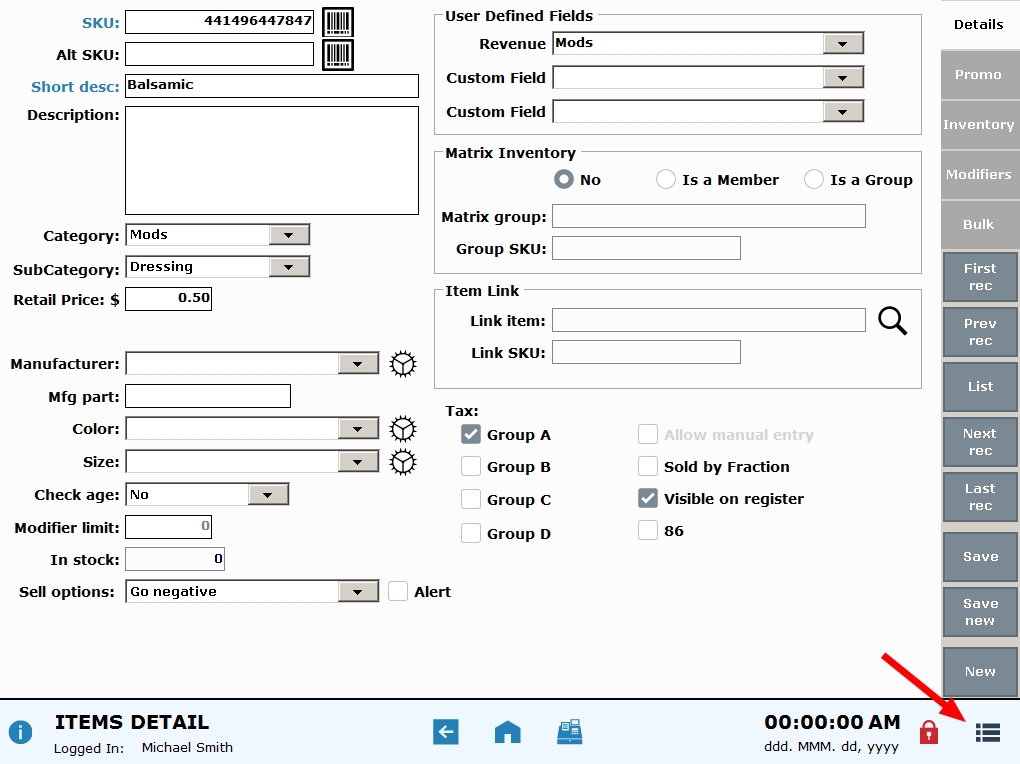 SKU: 441496447847
Alt SKU:
Short desc: Balsamic
Description:
Category: Mods
SubCategory: Dressing
Retail Price: $ 0.50
Manufacturer:
Mfg part:
Color:
Size:
Check age: No
Modifier limit: 0
In stock: 0
Sell options: Go negative Alert
User Defined Fields
Revenue Mods
Custom Field
Custom Field
Matrix Inventory
No Is a Member Is a Group
Matrix group:
Group SKU:
Item Link
Link item:
Link SKU:
Tax:
Group A Allow manual entry
Group B Sold by Fraction
Group C Visible on register
Group D 86
Details
Promo
Inventory
Modifiers
Bulk
First
rec
Prev
rec
List
Next
rec
Last
rec
Save
Save
new
New
ITEMS DETAIL
Logged In: Michael Smith
00:00:00 AM
ddd. MMM. dd, yyyy